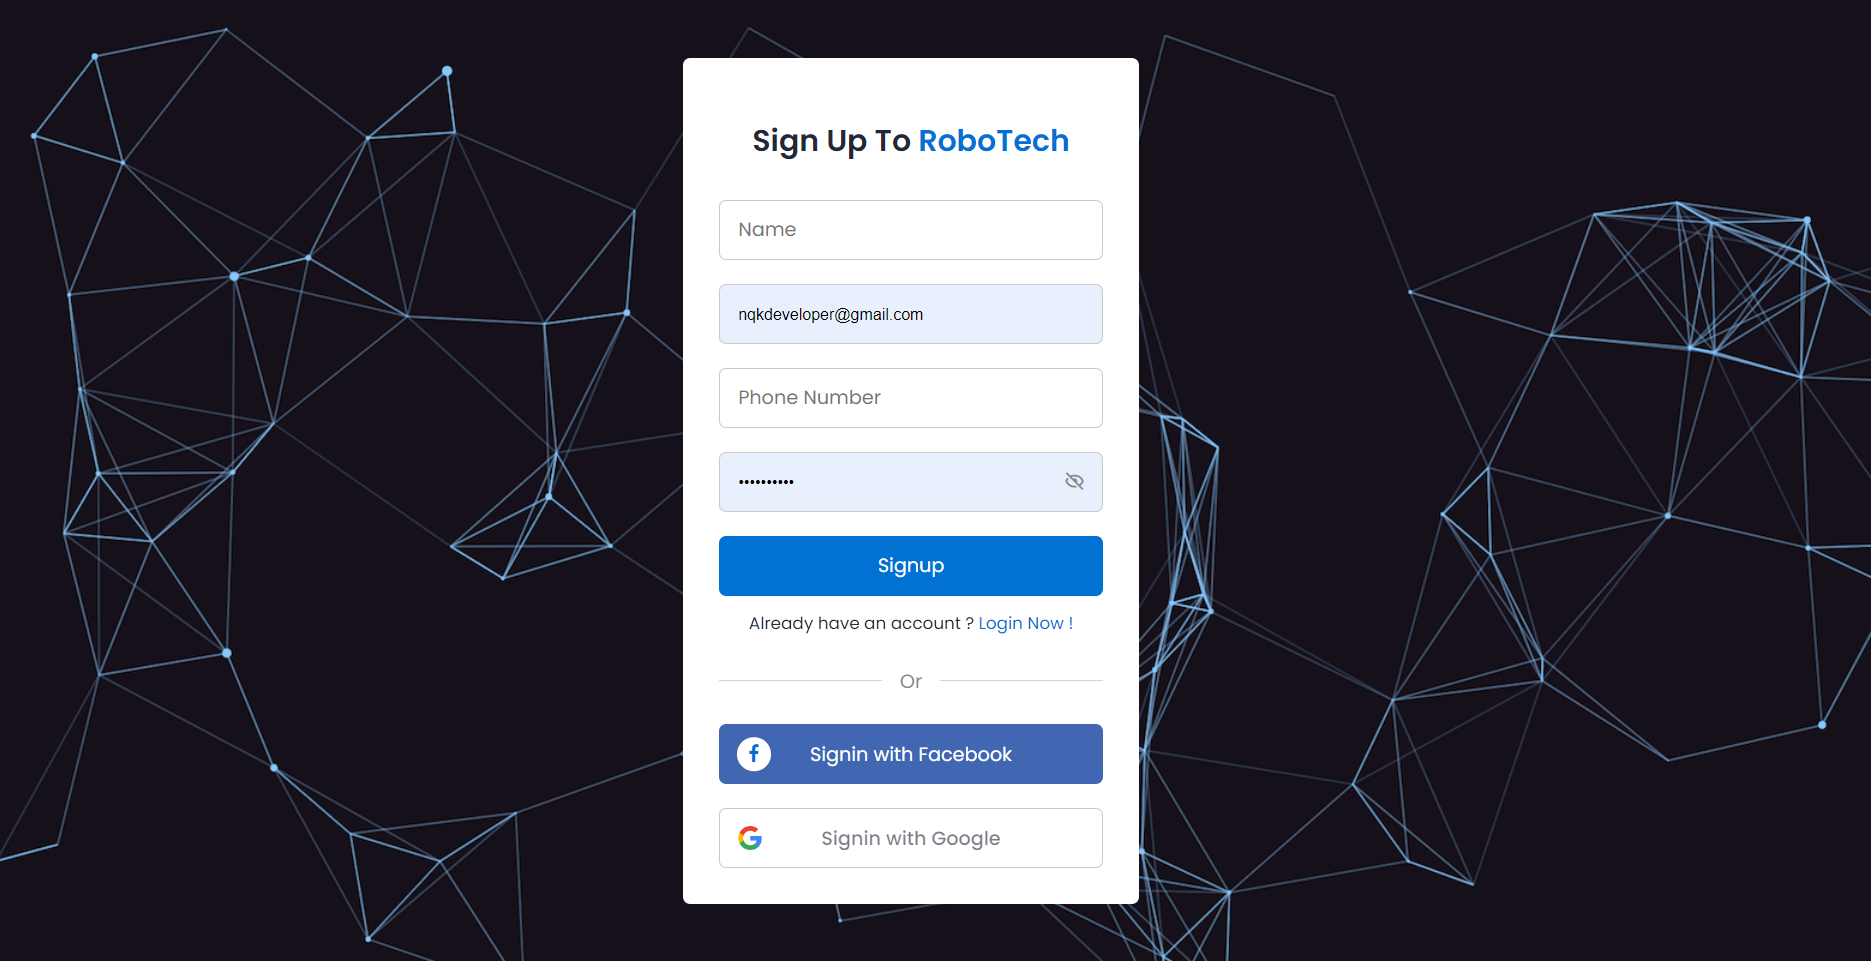 Sign Up To RoboTech
Name
nqkdeveloper@gmail.com
Phone Number
••••••••••
Signup
Already have an account ? Login Now !
Or
Signin with Facebook
Signin with Google